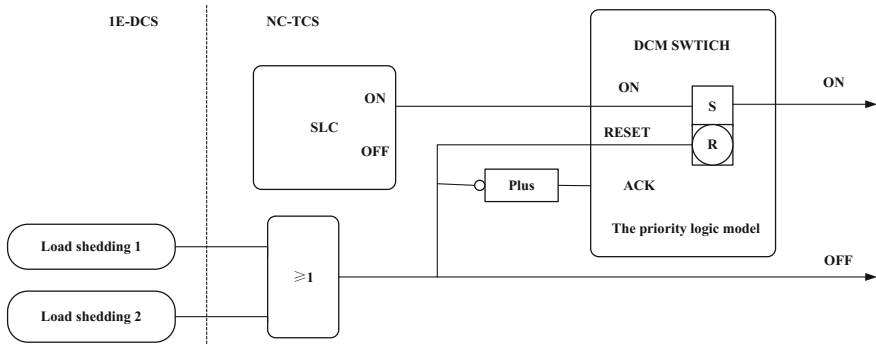 1E-DCS
NC-TCS
DCM SWTICH
ON
ON
ON
S
SLC
RESET
OFF
R
Plus
ACK
The priority logic model
Load shedding 1
OFF
≥1
Load shedding 2